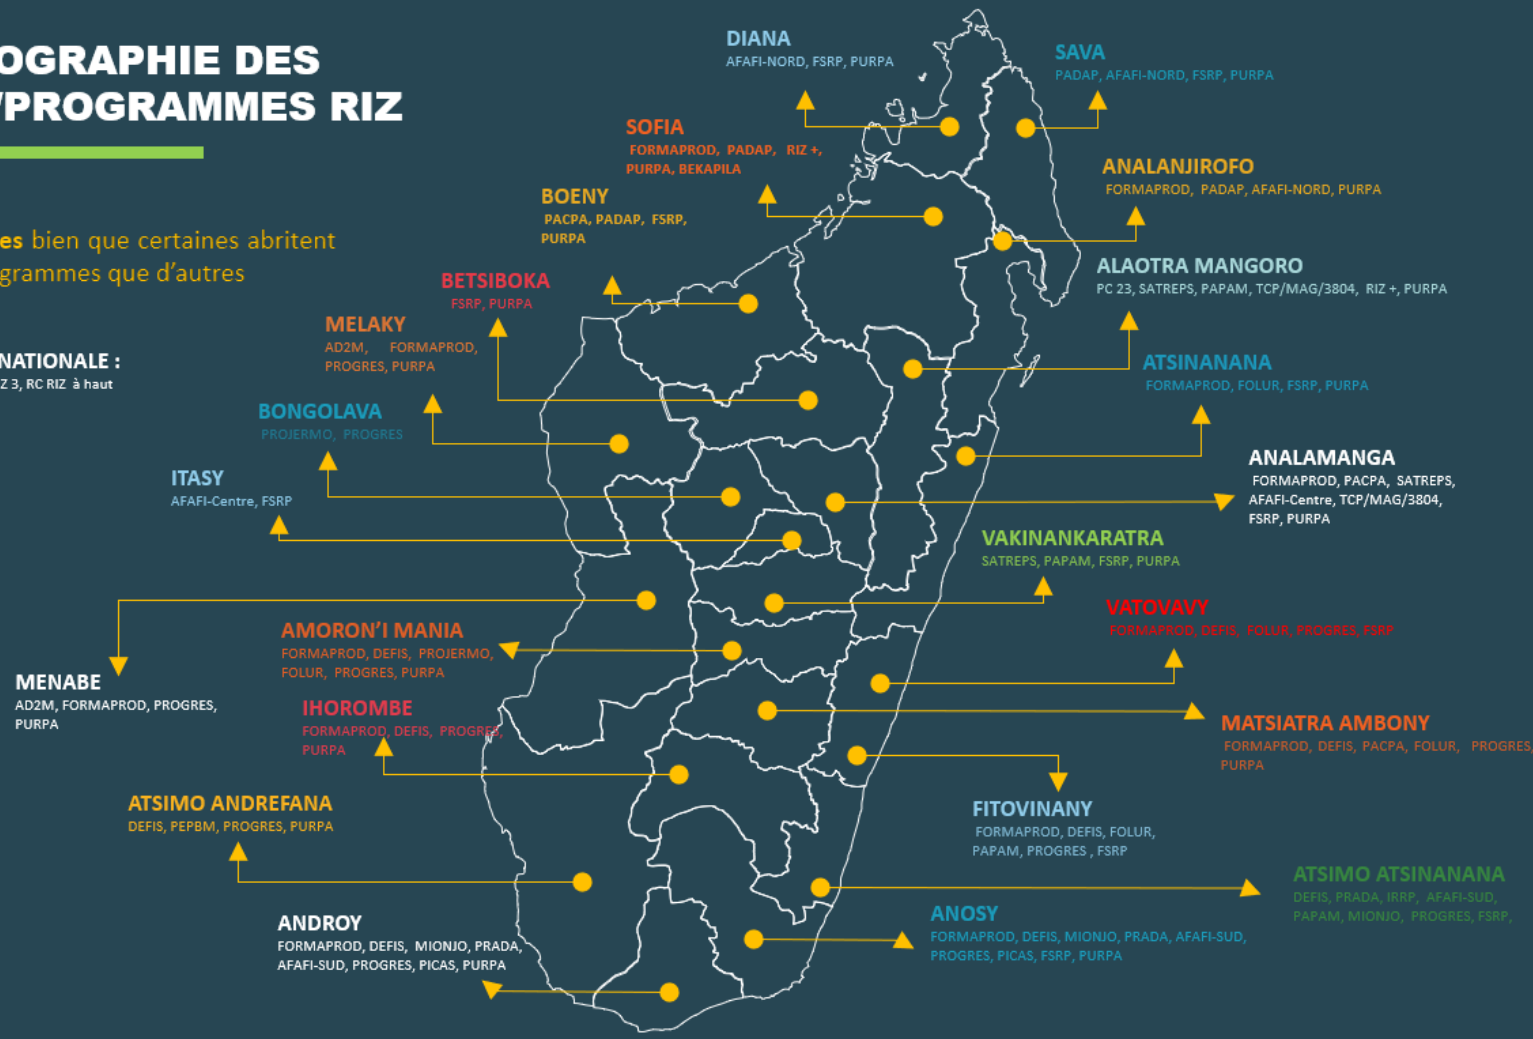 OGRAPHIE DES
/PROGRAMMES RIZ
es bien que certaines abritent
grammes que d'autres
NATIONALE :
Z 3, RC RIZ à haut
DIANA
AFAFI-NORD, FSRP, PURPA
SAVA
PADAP, AFAFI-NORD, FSRP, PURPA
SOFIA
FORMAPROD, PADAP, RIZ +,
PURPA, BEKAPILA
ANALANJIROFO
FORMAPROD, PADAP, AFAFI-NORD, PURPA
BOENY
PACPA, PADAP, FSRP,
PURPA
ALAOTRA MANGORO
PC 23, SATREPS, PAPAM, TCP/MAG/3804, RIZ +, PURPA
BETSIBOKA
FSRP, PURPA
MELAKY
AD2M, FORMAPROD,
PROGRES, PURPA
ATSINANANA
FORMAPROD, FOLUR, FSRP, PURPA
BONGOLAVA
PROJERMO, PROGRES
ANALAMANGA
FORMAPROD, PACPA, SATREPS,
AFAFI-Centre, TCP/MAG/3804,
FSRP, PURPA
ITASY
AFAFI-Centre, FSRP
VAKINANKARATRA
SATREPS, PAPAM, FSRP, PURPA
VATOVAVY
FORMAPROD, DEFIS, FOLUR, PROGRES, FSRP
AMORON'I MANIA
FORMAPROD, DEFIS, PROJERMO,
FOLUR, PROGRES, PURPA
MENABE
AD2M, FORMAPROD, PROGRES,
PURPA
IHOROMBE
FORMAPROD, DEFIS, PROGRES,
PURPA
MATSIATRA AMBONY
FORMAPROD, DEFIS, PACPA, FOLUR, PROGRES,
PURPA
ATSIMO ANDREFANA
DEFIS, PEPBM, PROGRES, PURPA
FITOVINANY
FORMAPROD, DEFIS, FOLUR,
PAPAM, PROGRES , FSRP
ATSIMO ATSINANANA
DEFIS, PRADA, IRRP, AFAFI-SUD,
PAPAM, MIONJO, PROGRES, FSRP,
ANDROY
FORMAPROD, DEFIS, MIONJO, PRADA,
AFAFI-SUD, PROGRES, PICAS, PURPA
ANOSY
FORMAPROD, DEFIS, MIONJO, PRADA, AFAFI-SUD,
PROGRES, PICAS, FSRP, PURPA